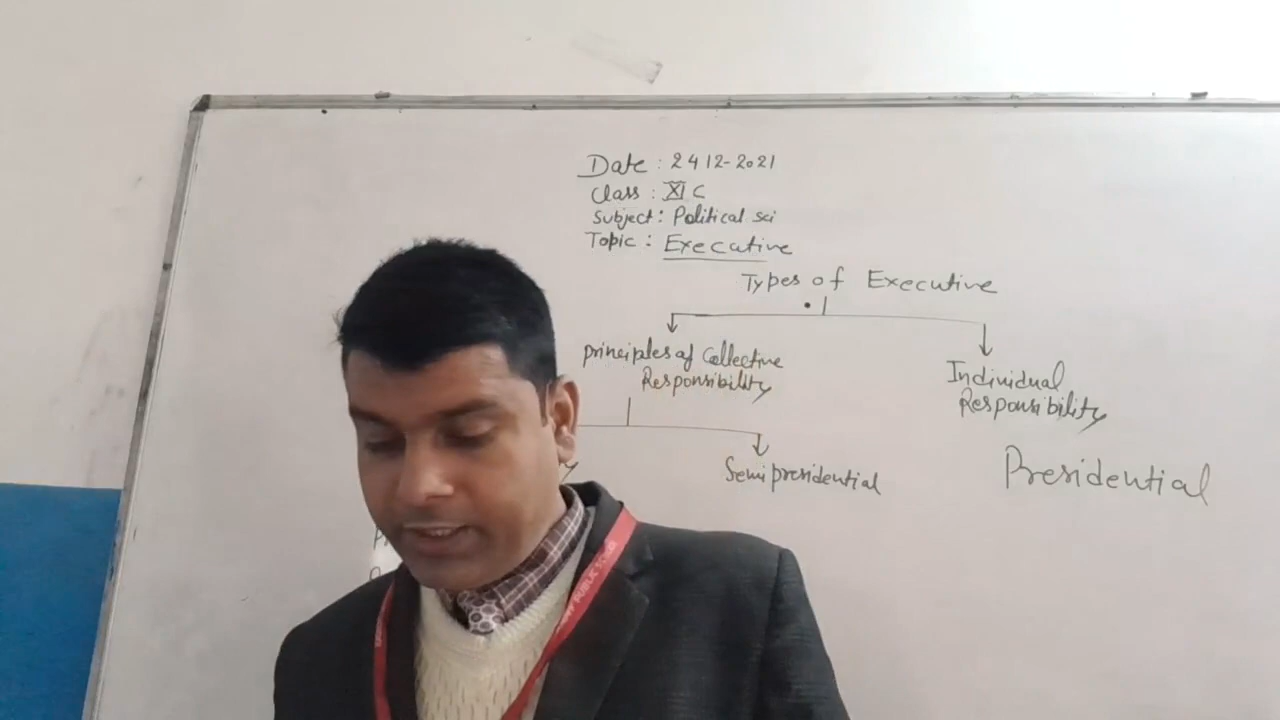 Date : 24 12-2021
Class : XI C
Subject: Political sci
Topic : Executive
Types of Executive
principles of Collective
Responsibility
Individual
Responsibility
Semi presidential
Presidential